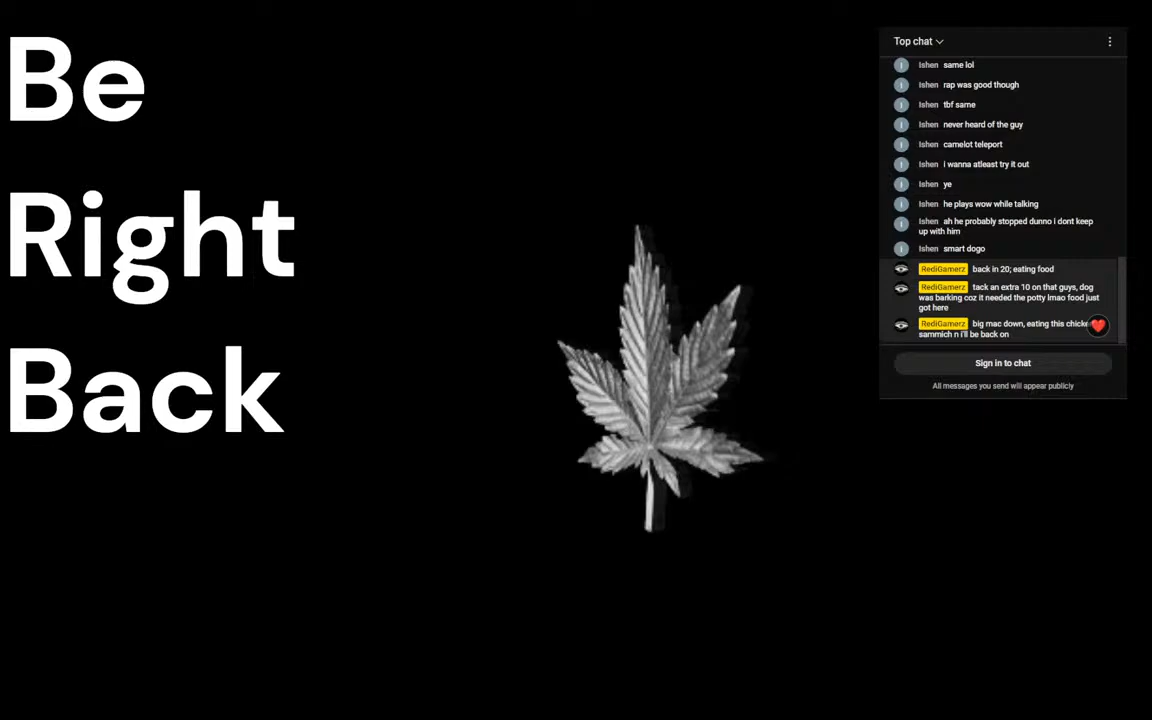 Be
Right
Back
Top chat
Ishen same lol
Ishen rap was good though
Ishen tbf same
Ishen never heard of the guy
Ishen camelot teleport
Ishen i wanna atleast try it out
Ishen ye
Ishen he plays wow while talking
Ishen ah he probably stopped dunno i dont keep
up with him
Ishen smart dogo
RediGamerz back in 20; eating food
RediGamerz tack an extra 10 on that guys, dog
was barking coz it needed the potty lmao food just
got here
RediGamerz big mac down, eating this
sammich n i'll be back on
Sign in to chat
All messages you send will appear publicly